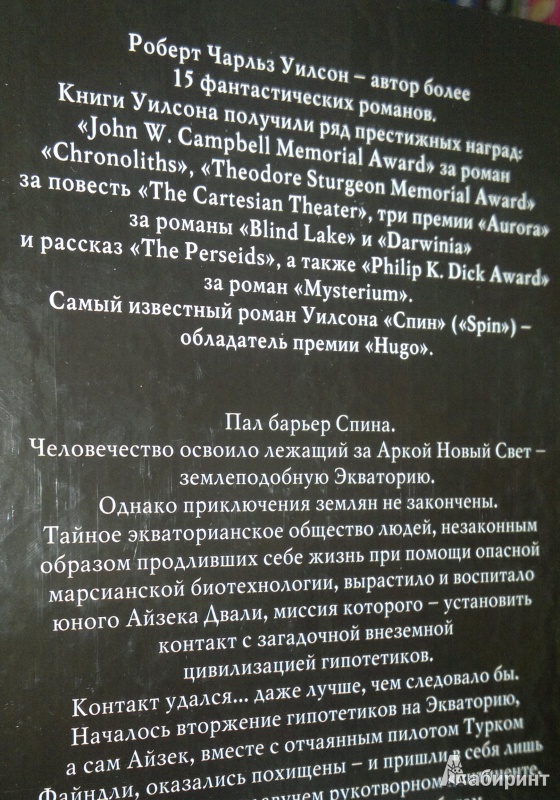 Роберт Чарльз Уилсон – автор более
15 фантастических романов.
Книги Уилсона получили ряд престижных наград:
«John W. Campbell Memorial Award» за роман
«Chronoliths», «Theodore Sturgeon Memorial Award»
за повесть «The Cartesian Theater», три премии «Aurora»
за романы «Blind Lake» и «Darwinia»
и рассказ «The Perseids», а также «Philip K. Dick Award»
за роман «Mysterium».
Самый известный роман Уилсона «Спин» («Spin») –
обладатель премии «Hugo».
Пал барьер Спина.
Человечество освоило лежащий за Аркой Новый Свет –
землеподобную Экваторию.
Однако приключения землян не закончены.
Тайное экваторианское общество людей, незаконным
образом продливших себе жизнь при помощи опасной
марсианской биотехнологии, вырастило и воспитало
юного Айзека Двали, миссия которого – установить
контакт с загадочной внеземной
цивилизацией гипотетиков.
Контакт удался... даже лучше, чем следовало бы.
Началось вторжение гипотетиков на Экваторию,
а сам Айзек, вместе с отчаянным пилотом Турком
Файндли, оказались похищены – и пришли в себя лишь
рукотворном
Лабиринт